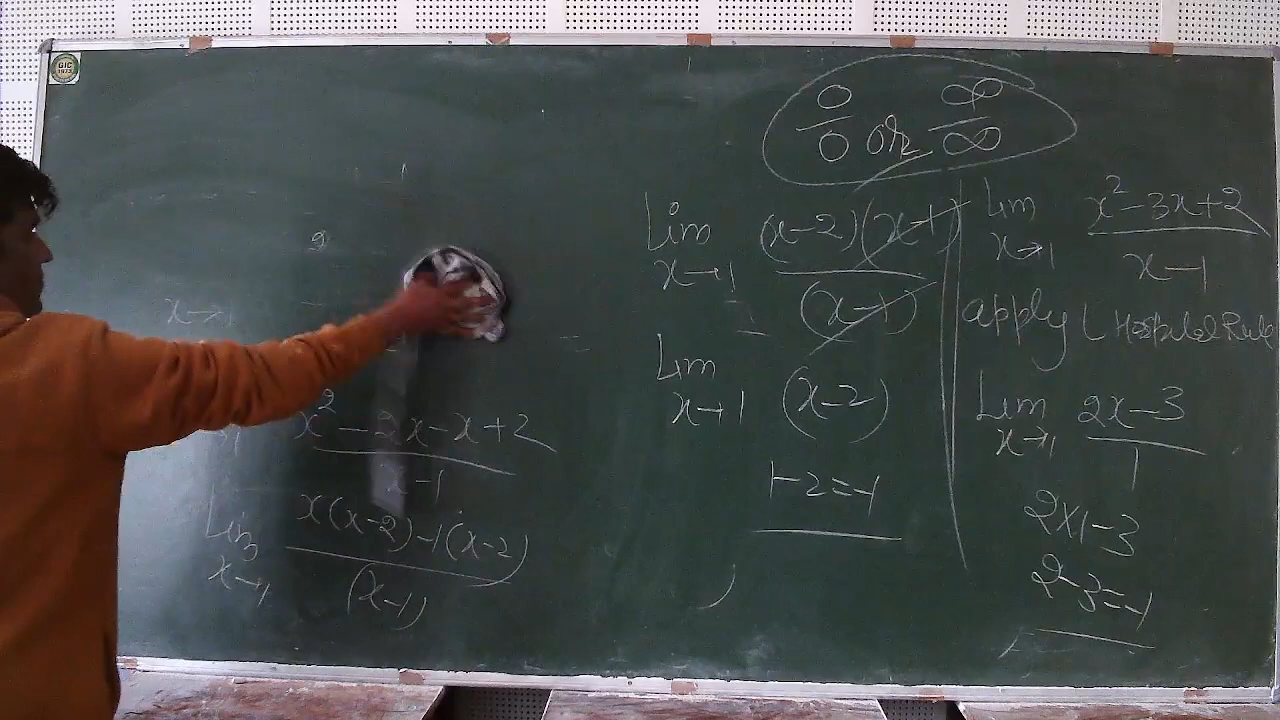 GIC
1973
0/0 or ∞/∞
x→1
x² - 2x - x + 2
x - 1
Lim x→1 x(x-2) - 1(x-2) / (x-1)
Lim x→1 (x-2)(x-1) / (x-1)
Lim x→1 (x-2)
1-2=-1
Lim x→1 x² - 3x + 2 / x - 1
apply L Hospital Rule
Lim x→1 2x-3 / 1
2x1-3
2-3=-1